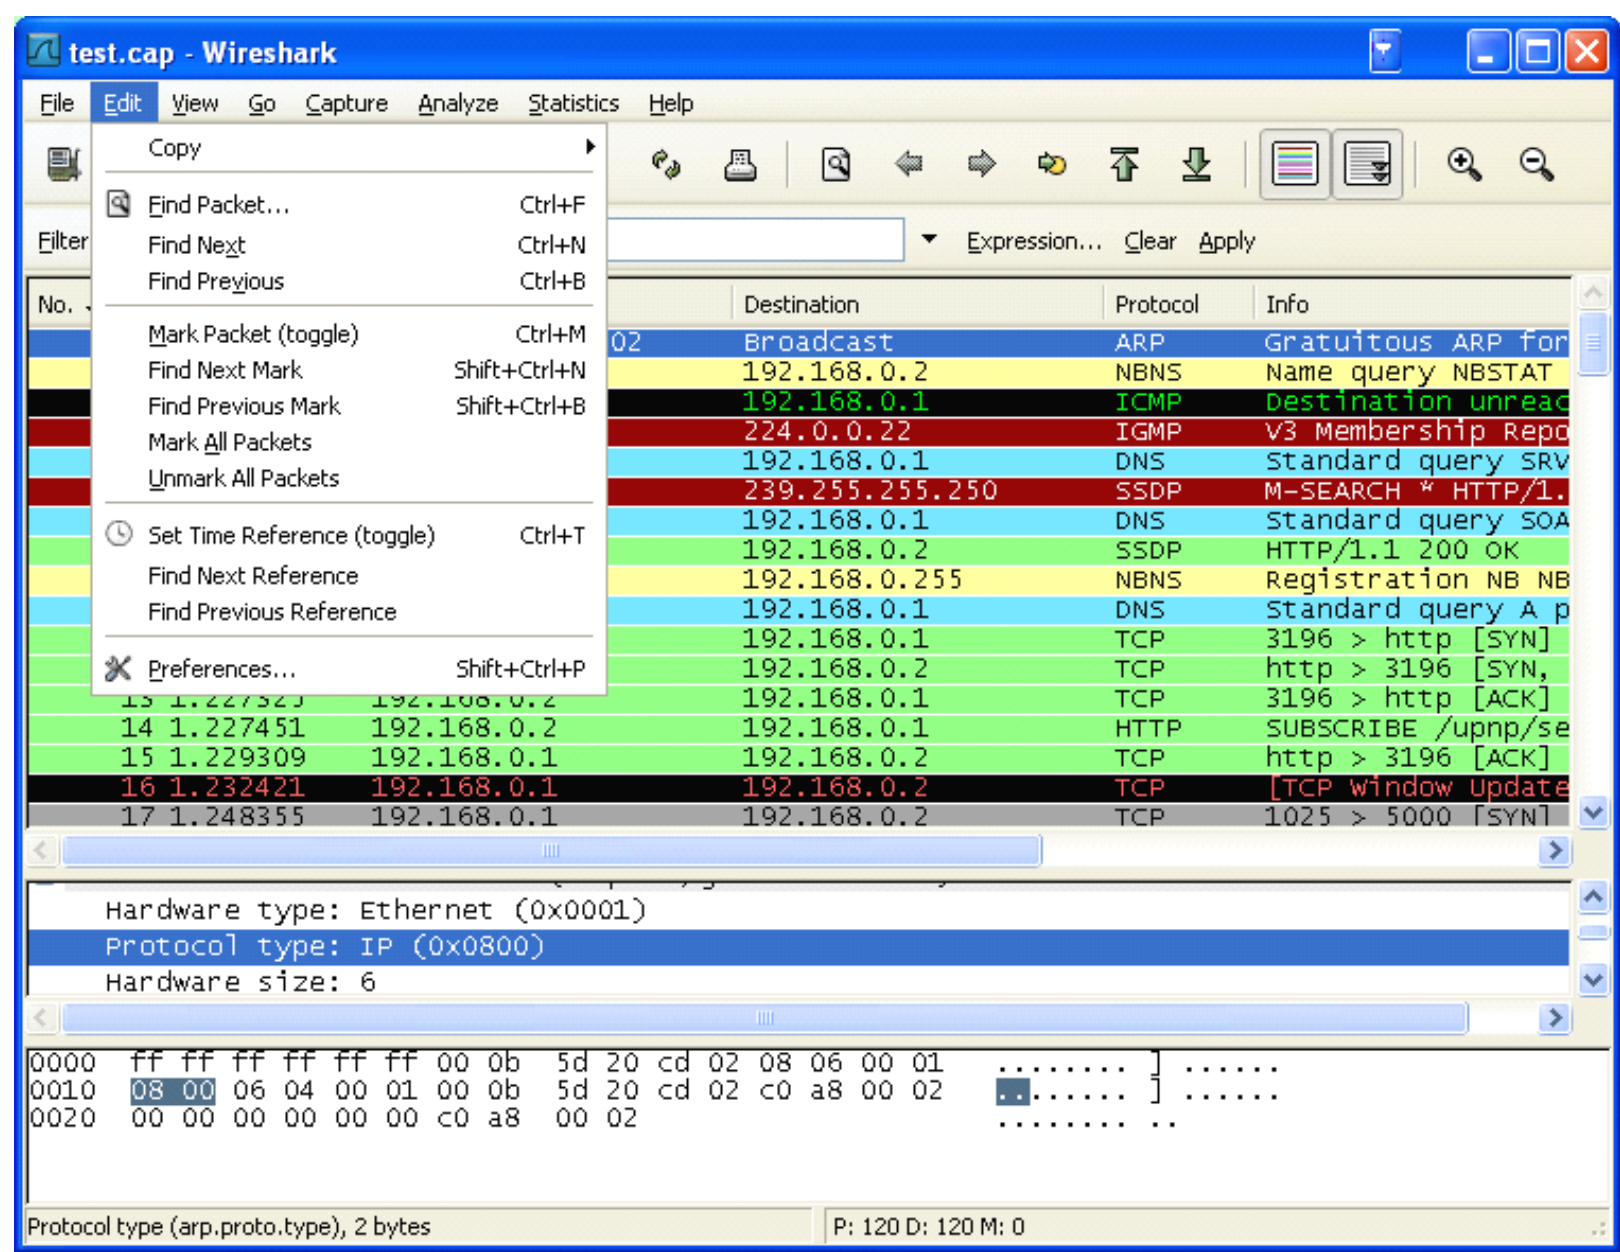 test.cap - Wireshark
File Edit View Go Capture Analyze Statistics Help
Copy
Find Packet... Ctrl+F
Find Next Ctrl+N
Find Previous Ctrl+B
Mark Packet (toggle) Ctrl+M
Find Next Mark Shift+Ctrl+N
Find Previous Mark Shift+Ctrl+B
Mark All Packets
Unmark All Packets
Set Time Reference (toggle) Ctrl+T
Find Next Reference
Find Previous Reference
Preferences... Shift+Ctrl+P
Filter Expression... Clear Apply
No. Destination Protocol Info
02 Broadcast ARP Gratuitous ARP for
192.168.0.2 NBNS Name query NBSTAT
192.168.0.1 ICMP Destination unreac
224.0.0.22 IGMP V3 Membership Repo
192.168.0.1 DNS Standard query SRV
239.255.255.250 SSDP M-SEARCH * HTTP/1.
192.168.0.1 DNS Standard query SOA
192.168.0.2 SSDP HTTP/1.1 200 OK
192.168.0.255 NBNS Registration NB NB
192.168.0.1 DNS Standard query A p
192.168.0.1 TCP 3196 > http [SYN]
192.168.0.2 TCP http > 3196 [SYN,
13 1.227325 192.168.0.2 192.168.0.1 TCP 3196 > http [ACK]
14 1.227451 192.168.0.2 192.168.0.1 HTTP SUBSCRIBE /upnp/se
15 1.229309 192.168.0.1 192.168.0.2 TCP http > 3196 [ACK]
16 1.232421 192.168.0.1 192.168.0.2 TCP [TCP Window Update
17 1.248355 192.168.0.1 192.168.0.2 TCP 1025 > 5000 [SYN]
Hardware type: Ethernet (0x0001)
Protocol type: IP (0x0800)
Hardware size: 6
0000 ff ff ff ff ff ff 00 0b 5d 20 cd 02 08 06 00 01 ........ ] ......
0010 08 00 06 04 00 01 00 0b 5d 20 cd 02 c0 a8 00 02 ........ ] ......
0020 00 00 00 00 00 00 c0 a8 00 02 ........ ..
Protocol type (arp.proto.type), 2 bytes P: 120 D: 120 M: 0